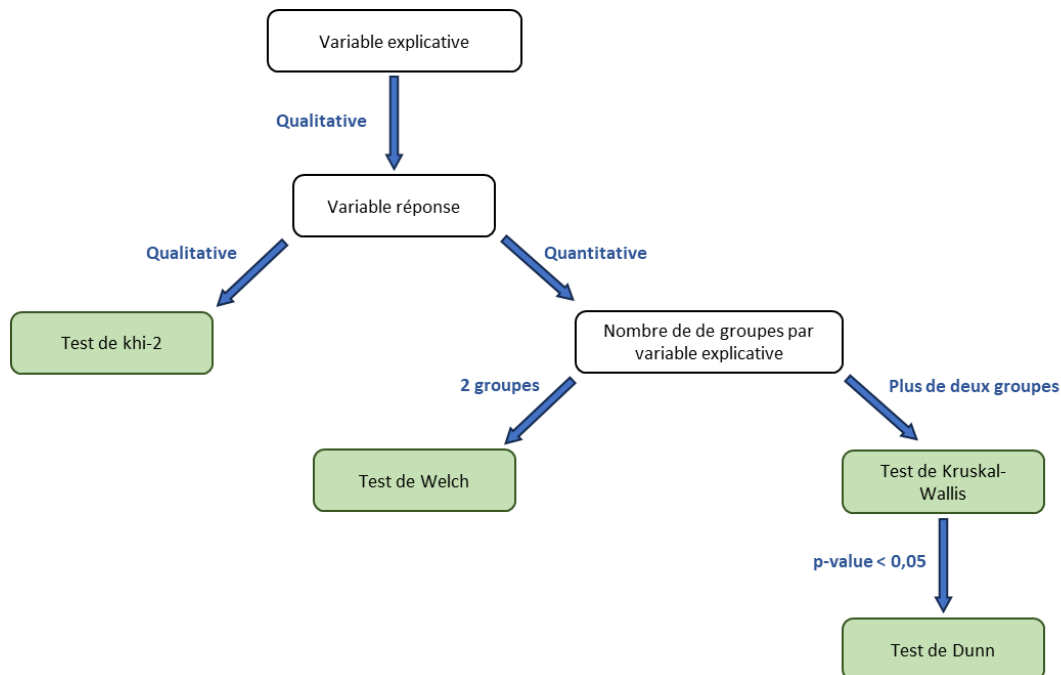 Variable explicative
Qualitative
Variable réponse
Qualitative
Quantitative
Test de khi-2
Nombre de de groupes par
variable explicative
2 groupes
Plus de deux groupes
Test de Welch
Test de Kruskal-
Wallis
p-value < 0,05
Test de Dunn